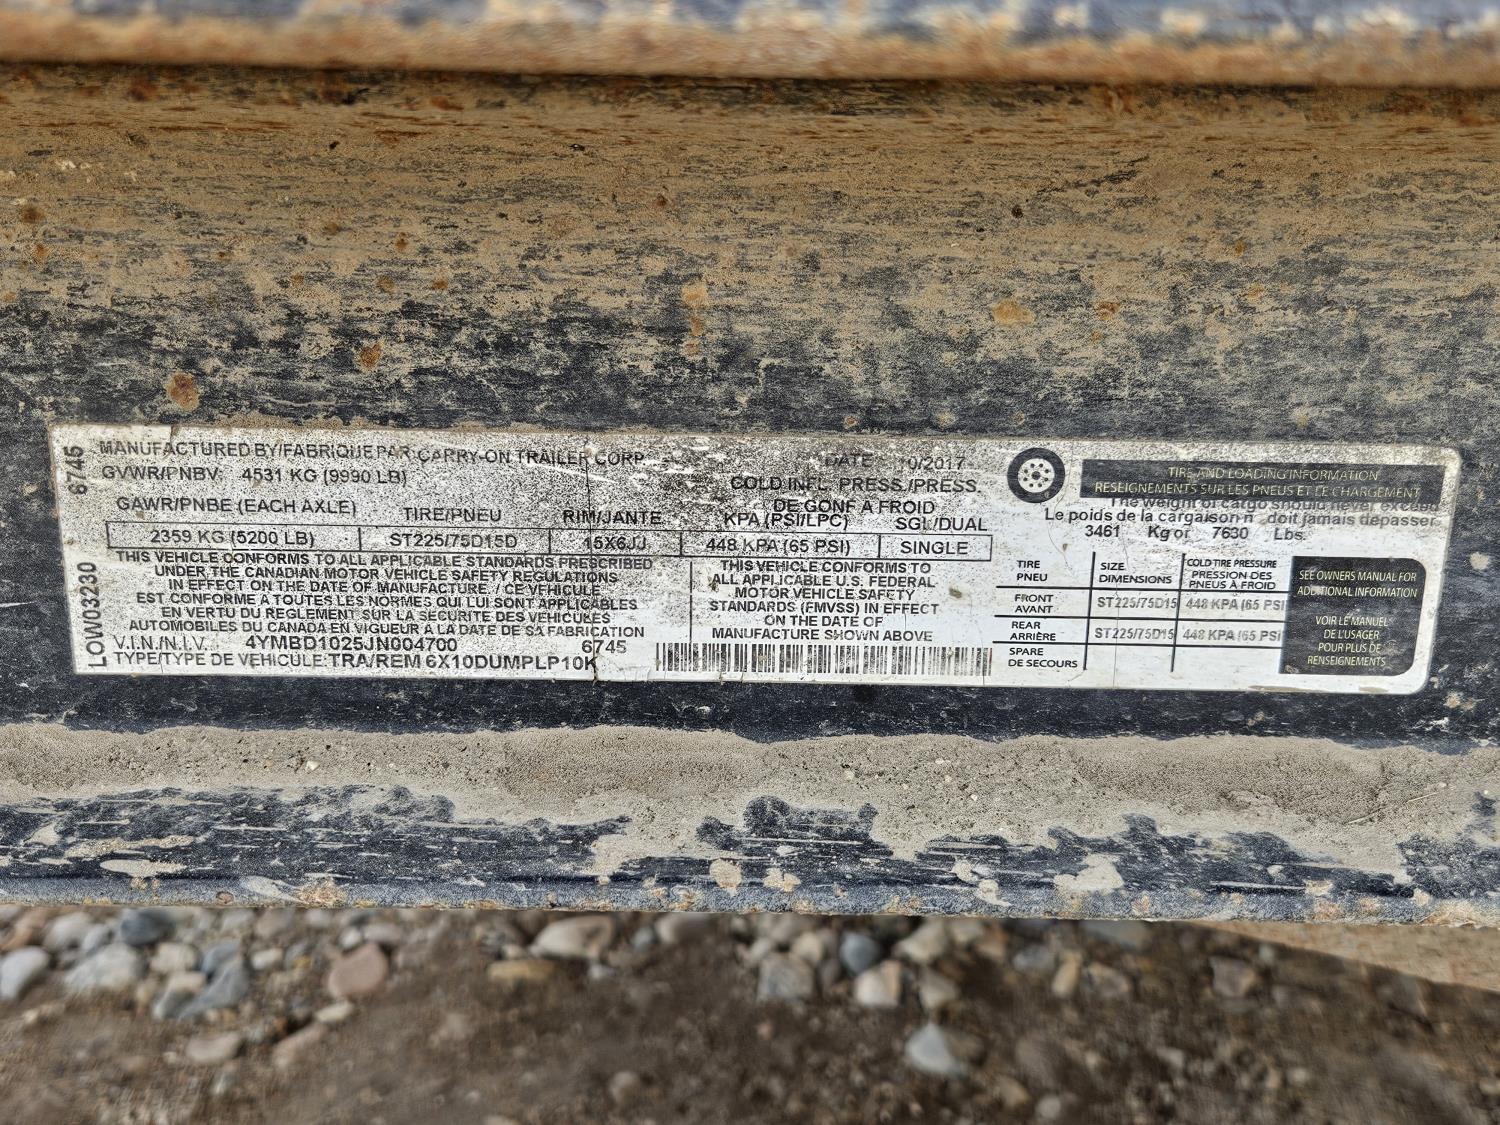 6745
LOW03230
MANUFACTURED BY/FABRIQUE PAR: CARRY-ON TRAILER CORP.
GVWR/PNBV: 4531 KG (9990 LB)
DATE 10/2017
COLD INFL. PRESS./PRESS.
DE GONF A FROID
GAWR/PNBE (EACH AXLE) TIRE/PNEU RIM/JANTE KPA (PSI/LPC) SGL/DUAL
2359 KG (5200 LB) ST225/75D15D 15X6JJ 448 KPA (65 PSI) SINGLE
THIS VEHICLE CONFORMS TO ALL APPLICABLE STANDARDS PRESCRIBED
UNDER THE CANADIAN MOTOR VEHICLE SAFETY REGULATIONS
IN EFFECT ON THE DATE OF MANUFACTURE. / CE VEHICULE
EST CONFORME A TOUTES LES NORMES QUI LUI SONT APPLICABLES
EN VERTU DU REGLEMENT SUR LA SECURITE DES VEHICULES
AUTOMOBILES DU CANADA EN VIGUEUR A LA DATE DE SA FABRICATION
V.I.N./N.I.V. 4YMBD1025JN004700 6745
TYPE/TYPE DE VEHICULE: TRA/REM 6X10DUMPLP10K
THIS VEHICLE CONFORMS TO
ALL APPLICABLE U.S. FEDERAL
MOTOR VEHICLE SAFETY
STANDARDS (FMVSS) IN EFFECT
ON THE DATE OF
MANUFACTURE SHOWN ABOVE
TIRE AND LOADING INFORMATION
RESLIGNEMENTS SUR LES PNEUS ET LE CHARGEMENT
The weight of cargo should never exceed
Le poids de la cargaison n doit jamais depasser
3461 Kg or 7630 Lbs.
TIRE
PNEU
SIZE
DIMENSIONS
COLD TIRE PRESSURE
PRESSION DES
PNEUS À FROID
FRONT
AVANT
ST225/75D15 448 KPA (65 PSI
REAR
ARRIÈRE
ST225/75D15 448 KPA (65 PSI
SPARE
DE SECOURS
SEE OWNERS MANUAL FOR
ADDITIONAL INFORMATION
VOIR LE MANUEL
DE L'USAGER
POUR PLUS DE
RENSEIGNEMENTS